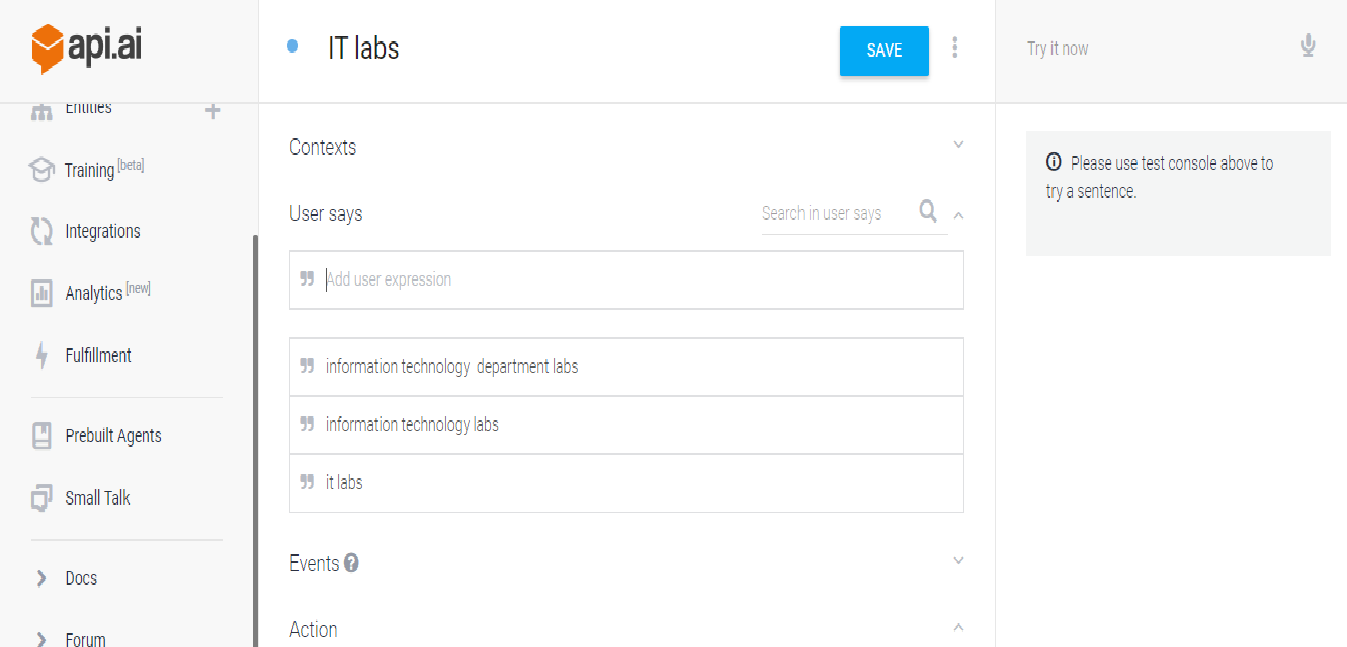 api.ai
Entities
+
Training [beta]
Integrations
Analytics [new]
Fulfillment
Prebuilt Agents
Small Talk
Docs
Forum
IT labs
SAVE
Contexts
User says
Search in user says
Add user expression
information technology department labs
information technology labs
it labs
Events ?
Action
Try it now
Please use test console above to
try a sentence.